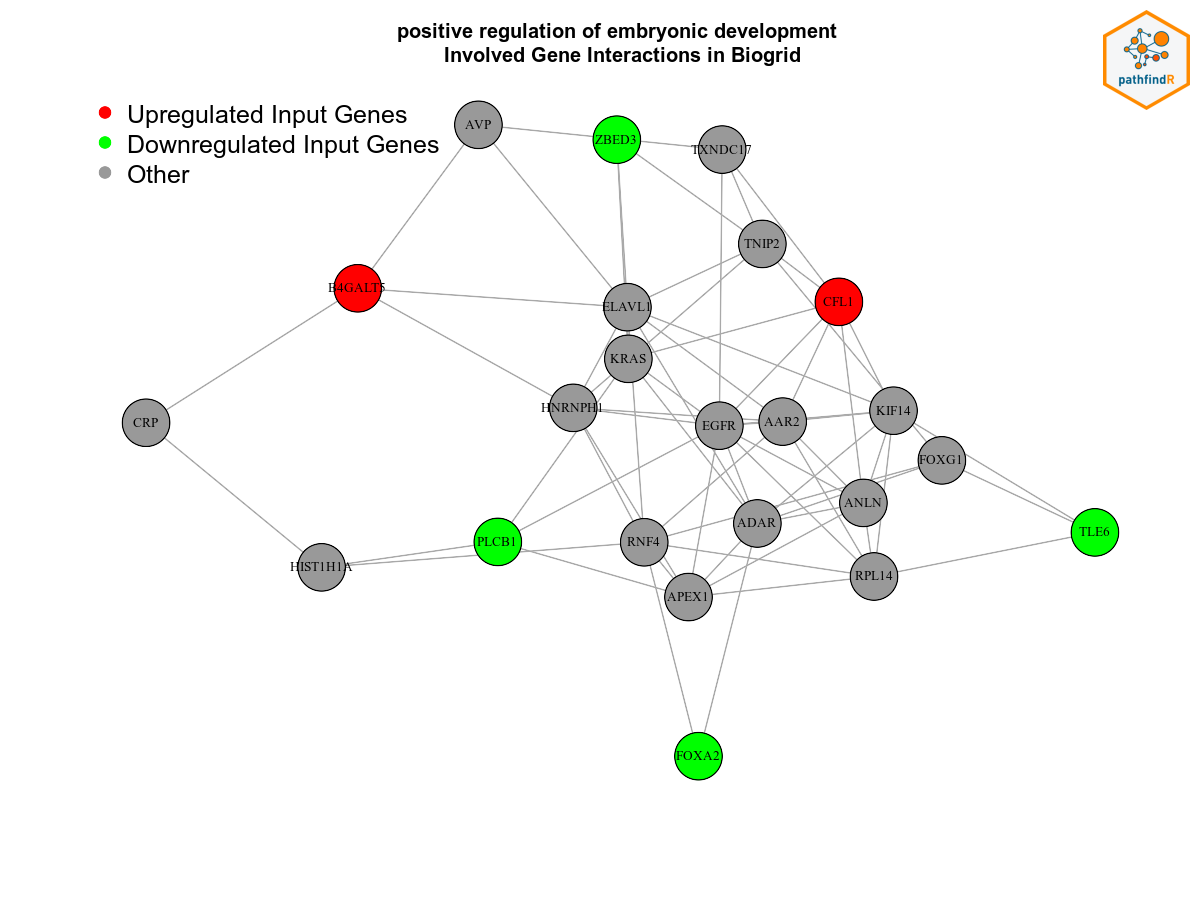 positive regulation of embryonic development
Involved Gene Interactions in Biogrid
pathfindR
Upregulated Input Genes
Downregulated Input Genes
Other
AVP
ZBED3
TXNDC17
TNIP2
B4GALT5
ELAVL1
CFL1
KRAS
HNRNPH1
EGFR
AAR2
KIF14
CRP
FOXG1
ANLN
ADAR
PLCB1
RNF4
TLE6
HIST1H1A
RPL14
APEX1
FOXA2